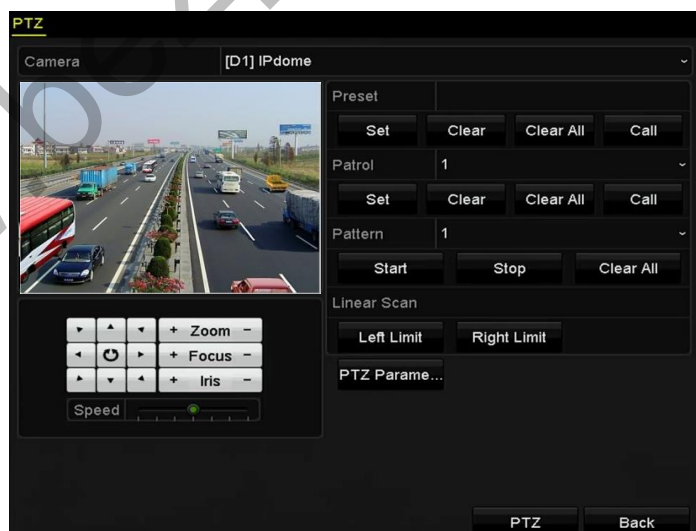 PTZ
Camera [D1] IPdome
Preset
Set Clear Clear All Call
Patrol 1
Set Clear Clear All Call
Pattern 1
Start Stop Clear All
Linear Scan
Left Limit Right Limit
PTZ Parame...
+ Zoom -
+ Focus -
+ Iris -
Speed
PTZ Back